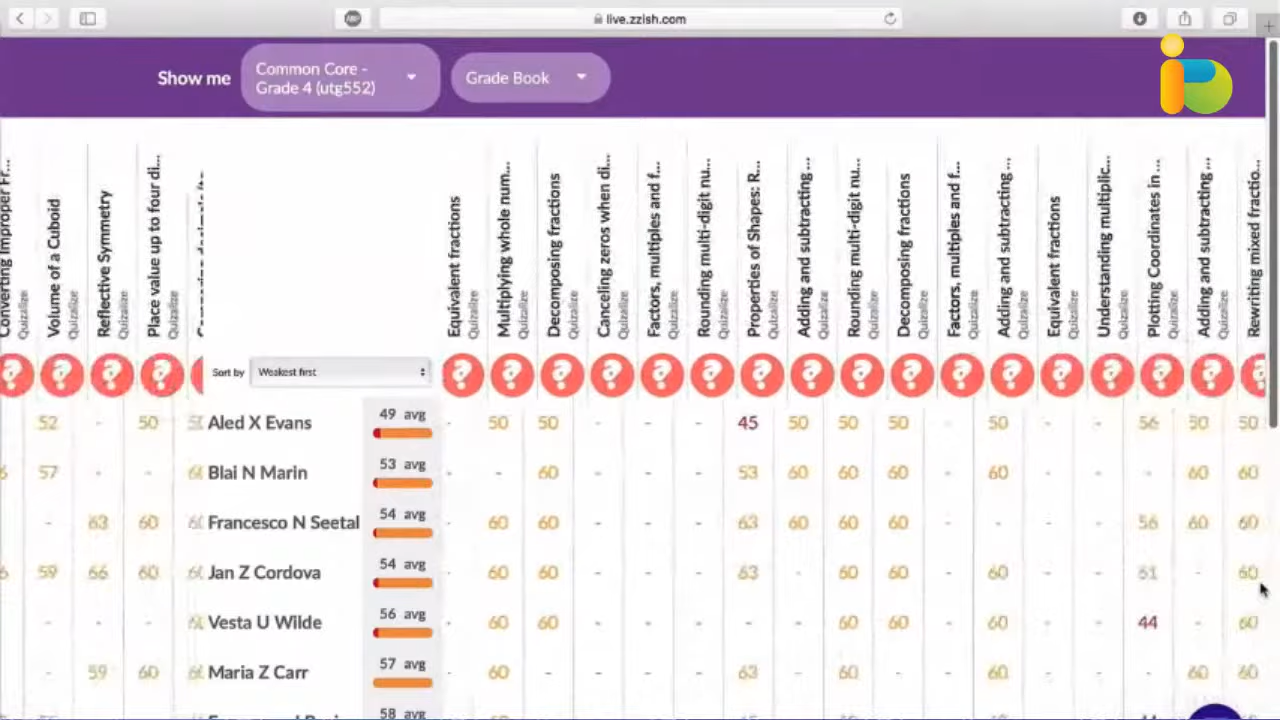 live.zzish.com
Show me
Common Core -
Grade 4 (utg552)
Grade Book
Converting Improper Fr...
Quizalize
Volume of a Cuboid
Quizalize
Reflective Symmetry
Quizalize
Place value up to four di...
Quizalize
Equivalent fractions
Quizalize
Multiplying whole num...
Quizalize
Decomposing fractions
Quizalize
Canceling zeros when di...
Quizalize
Factors, multiples and f...
Quizalize
Rounding multi-digit nu...
Quizalize
Properties of Shapes: R...
Quizalize
Adding and subtracting ...
Quizalize
Rounding multi-digit nu...
Quizalize
Decomposing fractions
Quizalize
Factors, multiples and f...
Quizalize
Adding and subtracting ...
Quizalize
Equivalent fractions
Quizalize
Understanding multiplic...
Quizalize
Plotting Coordinates in ...
Quizalize
Adding and subtracting ...
Quizalize
Rewriting mixed fractio...
Quizalize
? ? ? ? Sort by Weakest first ? ? ? ? ? ? ? ? ? ? ? ? ? ? ? ? ?
52 - 50 Aled X Evans 49 avg - 50 50 - - - 45 50 50 50 - 50 - - 56 50 50
57 - - Blai N Marin 53 avg - - 60 - - - 53 60 60 60 - 60 - - - 60 60
- 63 60 Francesco N Seetal 54 avg - 60 60 - - - 63 60 60 60 - - - - 56 60 60
59 66 60 Jan Z Cordova 54 avg - 60 60 - - - 63 - 60 60 - 60 - - 61 - 60
- - - Vesta U Wilde 56 avg - 60 60 - - - - - 60 60 - 60 - - 44 - 60
- 59 60 Maria Z Carr 57 avg - 60 - - - - 63 - 60 - - 60 - - - 60 60
58 avg